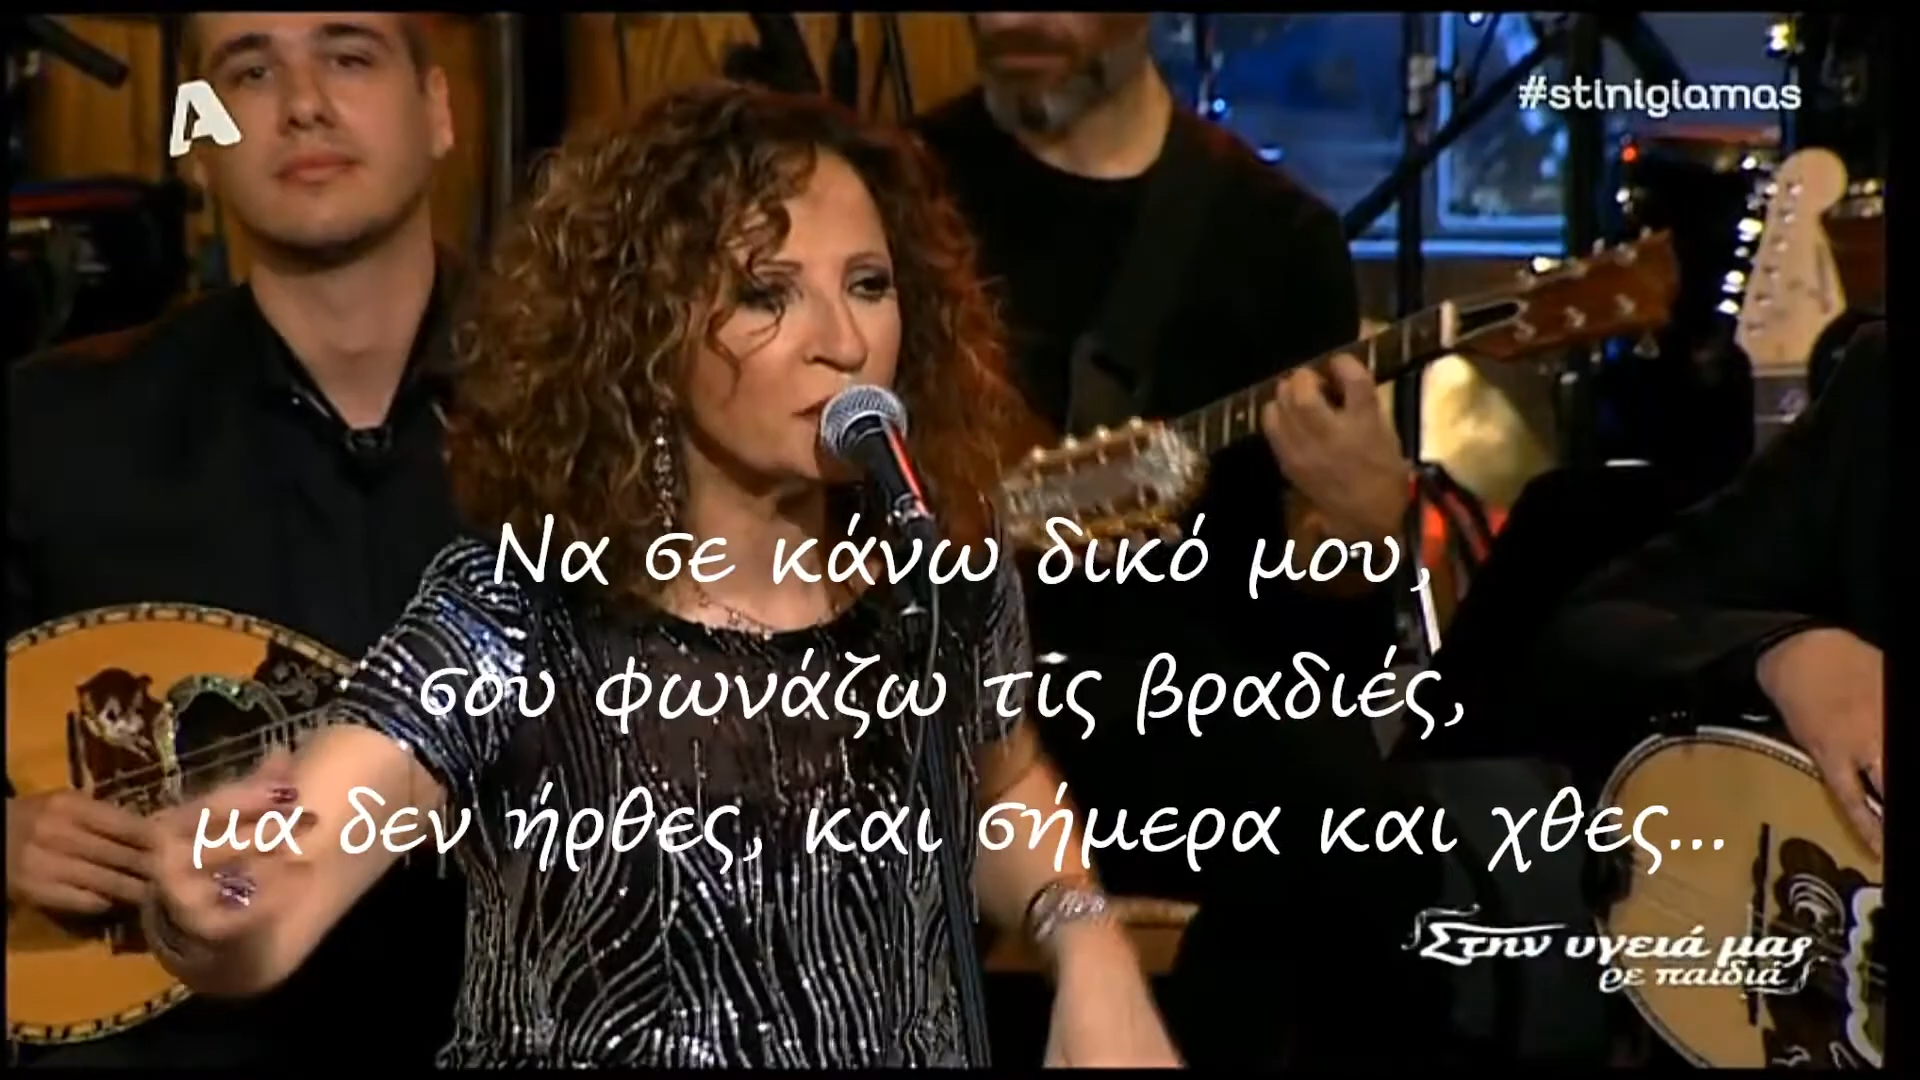 A
#stinigiamas
Να σε κάνω δικό μου,
σου φωνάζω τις βραδιές,
μα δεν ήρθες, και σήμερα και χθες...
Στην υγειά μας
ρε παιδιά